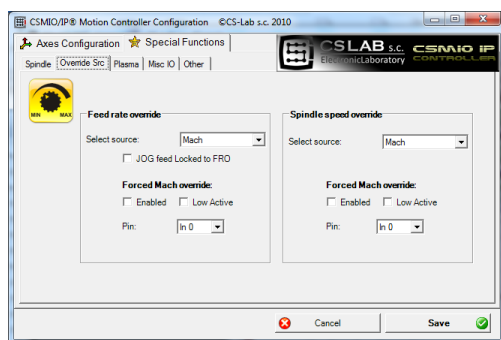 CSMIO/IP® Motion Controller Configuration ©CS-Lab s.c. 2010
Axes Configuration Special Functions
CSLAB s.c.
ElectronicLaboratory
CSMIO IP
CONTROLLER
Spindle Override Src Plasma Misc IO Other
MIN MAX
Feed rate override
Select source: Mach
JOG feed Locked to FRO
Forced Mach override:
Enabled Low Active
Pin: In 0
Spindle speed override
Select source: Mach
Forced Mach override:
Enabled Low Active
Pin: In 0
Cancel Save